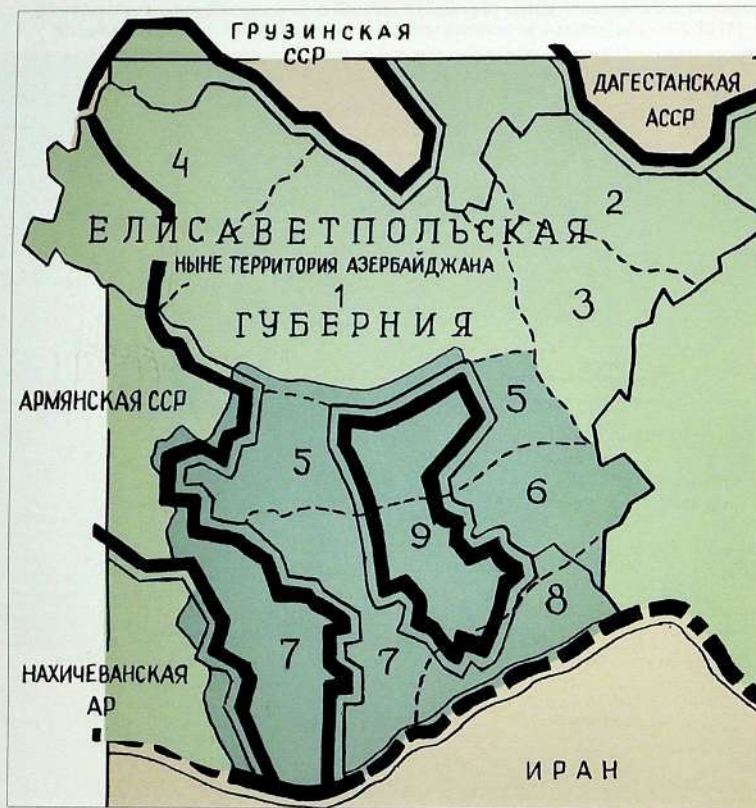 ГРУЗИНСКАЯ
ССР
ДАГЕСТАНСКАЯ
АССР
4
2
ЕЛИСАВЕТПОЛЬСКАЯ
НЫНЕ ТЕРРИТОРИЯ АЗЕРБАЙДЖАНА
1
3
ГУБЕРНИЯ
АРМЯНСКАЯ ССР
5
5
6
9
8
7
7
НАХИЧЕВАНСКАЯ
АР
ИРАН